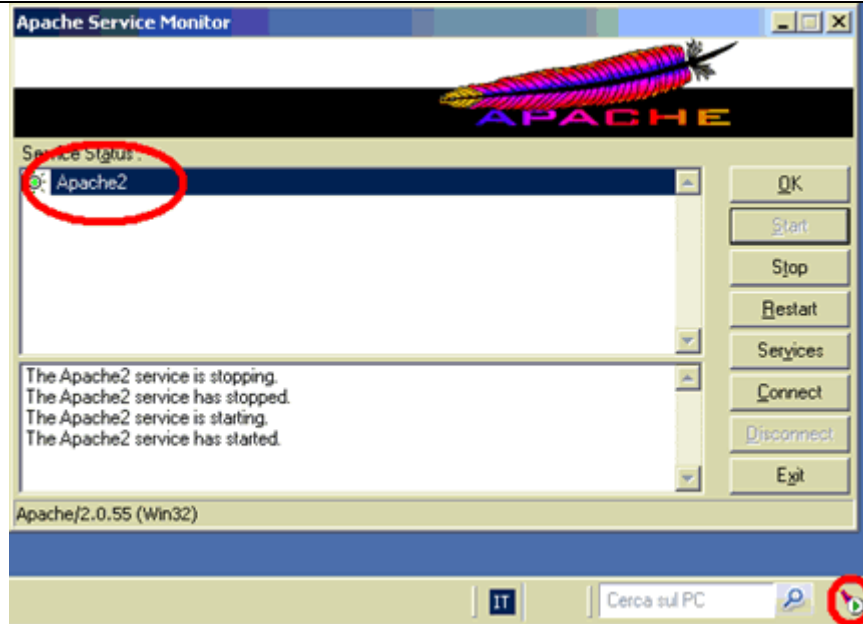 Apache Service Monitor
APACHE
Service Status :
Apache2
OK
Start
Stop
Restart
Services
Connect
Disconnect
Exit
The Apache2 service is stopping.
The Apache2 service has stopped.
The Apache2 service is starting.
The Apache2 service has started.
Apache/2.0.55 (Win32)
IT
Cerca sul PC